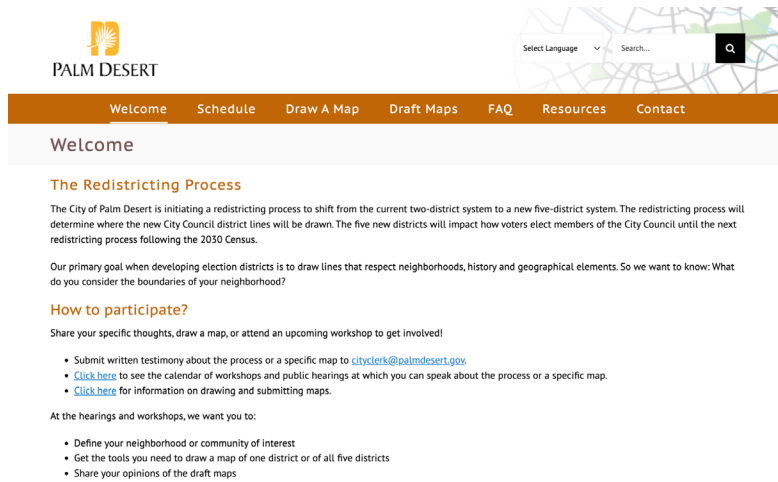 PALM DESERT
Select Language
Search...
Welcome Schedule Draw A Map Draft Maps FAQ Resources Contact
Welcome
The Redistricting Process
The City of Palm Desert is initiating a redistricting process to shift from the current two-district system to a new five-district system. The redistricting process will
determine where the new City Council district lines will be drawn. The five new districts will impact how voters elect members of the City Council until the next
redistricting process following the 2030 Census.
Our primary goal when developing election districts is to draw lines that respect neighborhoods, history and geographical elements. So we want to know: What
do you consider the boundaries of your neighborhood?
How to participate?
Share your specific thoughts, draw a map, or attend an upcoming workshop to get involved!
• Submit written testimony about the process or a specific map to cityclerk@palmdesert.gov.
• Click here to see the calendar of workshops and public hearings at which you can speak about the process or a specific map.
• Click here for information on drawing and submitting maps.
At the hearings and workshops, we want you to:
• Define your neighborhood or community of interest
• Get the tools you need to draw a map of one district or of all five districts
• Share your opinions of the draft maps